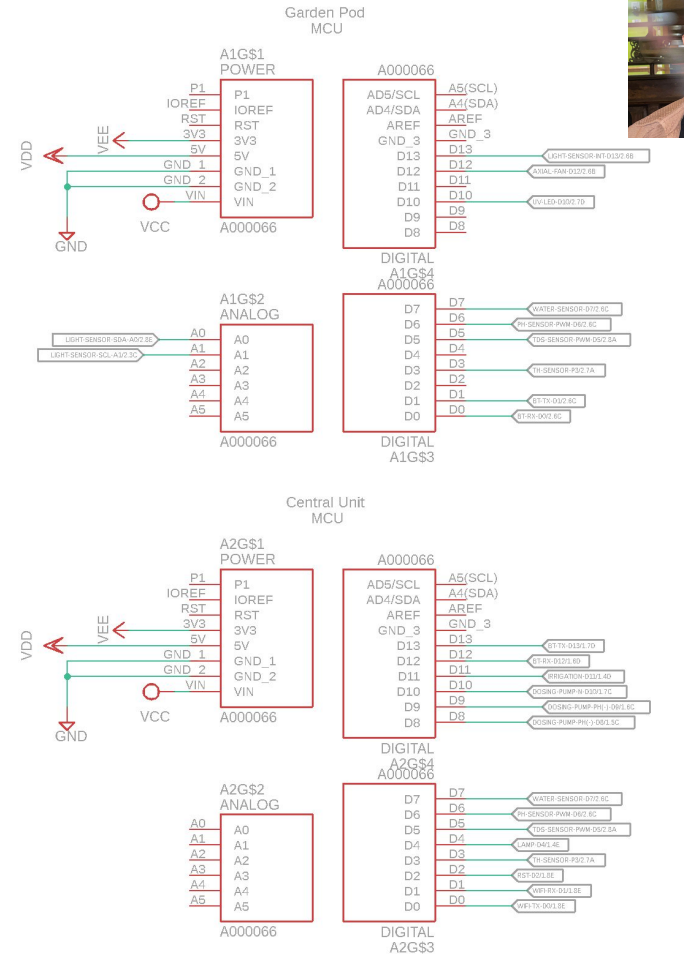 Garden Pod
MCU
A1G$1
POWER
P1 P1
IOREF IOREF
RST RST
3V3 3V3
5V 5V
GND_1 GND_1
GND_2 GND_2
VIN VIN
VEE
VDD
GND
VCC
A000066
A000066
AD5/SCL A5(SCL)
AD4/SDA A4(SDA)
AREF AREF
GND_3 GND_3
D13 D13 LIGHT-SENSOR-INT-D13/2.6B
D12 D12 AXIAL-FAN-D12/2.6B
D11 D11
D10 D10 UV-LED-D10/2.7D
D9 D9
D8 D8
DIGITAL
A1G$4
A1G$2
ANALOG
LIGHT-SENSOR-SDA-A0/2.3E A0 A0
LIGHT-SENSOR-SCL-A1/2.3C A1 A1
A2 A2
A3 A3
A4 A4
A5 A5
A000066
A000066
D7 D7 WATER-SENSOR-D7/2.6C
D6 D6 PH-SENSOR-PWM-D6/2.6C
D5 D5 TDS-SENSOR-PWM-D5/2.8A
D4 D4
D3 D3 TH-SENSOR-P3/2.7A
D2 D2
D1 D1 BT-TX-D1/2.6C
D0 D0 BT-RX-D0/2.6C
DIGITAL
A1G$3
Central Unit
MCU
A2G$1
POWER
P1 P1
IOREF IOREF
RST RST
3V3 3V3
5V 5V
GND_1 GND_1
GND_2 GND_2
VIN VIN
VEE
VDD
GND
VCC
A000066
A000066
AD5/SCL A5(SCL)
AD4/SDA A4(SDA)
AREF AREF
GND_3 GND_3
D13 D13 BT-TX-D13/1.7D
D12 D12 BT-RX-D12/1.6D
D11 D11 IRRIGATION-D11/1.4D
D10 D10 DOSING-PUMP-N-D10/1.7C
D9 D9 DOSING-PUMP-PH(-)-D9/1.6C
D8 D8
DIGITAL
A2G$4
A2G$2
ANALOG
A0 A0
A1 A1
A2 A2
A3 A3
A4 A4
A5 A5
A000066
A000066
D7 D7 WATER-SENSOR-D7/2.6C
D6 D6 PH-SENSOR-PWM-D6/2.6C
D5 D5 TDS-SENSOR-PWM-D5/2.8A
D4 D4 LAMP-D4/1.4E
D3 D3 TH-SENSOR-P3/2.7A
D2 D2 RST-D2/1.8E
D1 D1 WIFI-RX-D1/1.8E
D0 D0 WIFI-TX-D0/1.8E
DIGITAL
A2G$3